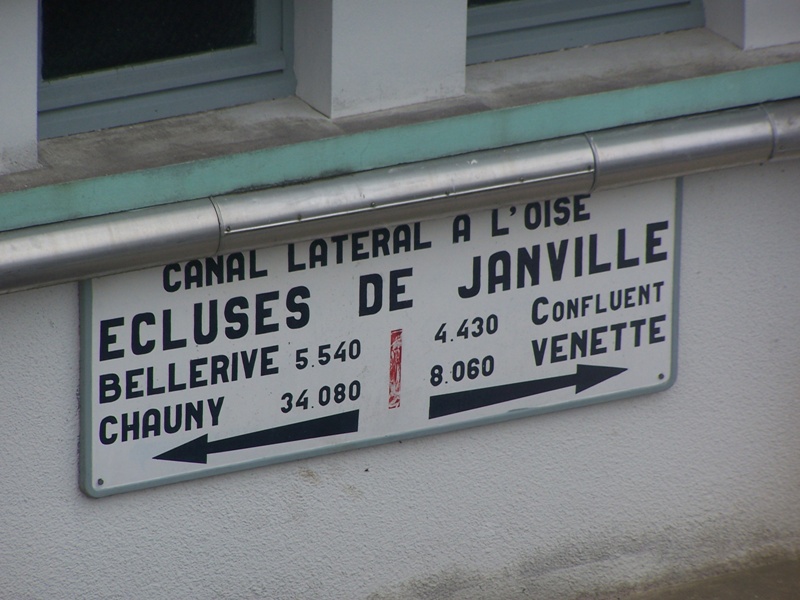 CANAL LATERAL A L'OISE
ECLUSES DE JANVILLE
BELLERIVE 5.540 4.430 CONFLUENT
CHAUNY 34.080 8.060 VENETTE